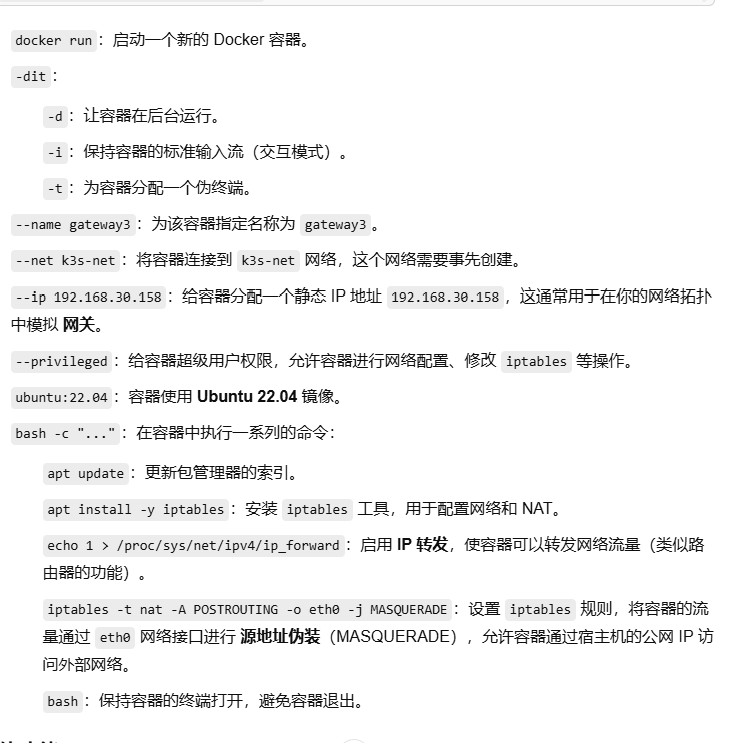 docker run：启动一个新的 Docker 容器。
-dit：
-d：让容器在后台运行。
-i：保持容器的标准输入流（交互模式）。
-t：为容器分配一个伪终端。
--name gateway3：为该容器指定名称为 gateway3。
--net k3s-net：将容器连接到 k3s-net 网络，这个网络需要事先创建。
--ip 192.168.30.158：给容器分配一个静态 IP 地址 192.168.30.158，这通常用于在你的网络拓扑
中模拟 网关。
--privileged：给容器超级用户权限，允许容器进行网络配置、修改 iptables 等操作。
ubuntu:22.04：容器使用 Ubuntu 22.04 镜像。
bash -c "..."：在容器中执行一系列的命令：
apt update：更新包管理器的索引。
apt install -y iptables：安装 iptables 工具，用于配置网络和 NAT。
echo 1 > /proc/sys/net/ipv4/ip_forward：启用 IP 转发，使容器可以转发网络流量（类似路
由器的功能）。
iptables -t nat -A POSTROUTING -o eth0 -j MASQUERADE：设置 iptables 规则，将容器的流
量通过 eth0 网络接口进行 源地址伪装（MASQUERADE），允许容器通过宿主机的公网 IP 访
问外部网络。
bash：保持容器的终端打开，避免容器退出。